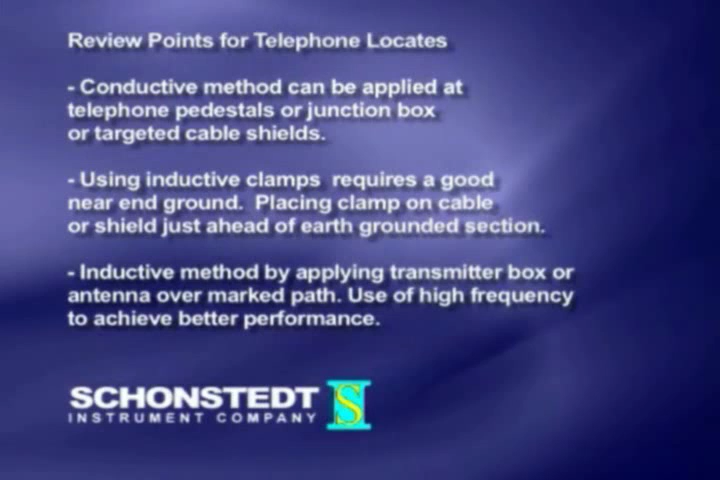 Review Points for Telephone Locates
- Conductive method can be applied at
telephone pedestals or junction box
or targeted cable shields.
- Using inductive clamps requires a good
near end ground. Placing clamp on cable
or shield just ahead of earth grounded section.
- Inductive method by applying transmitter box or
antenna over marked path. Use of high frequency
to achieve better performance.
SCHONSTEDT
INSTRUMENT COMPANY
SI